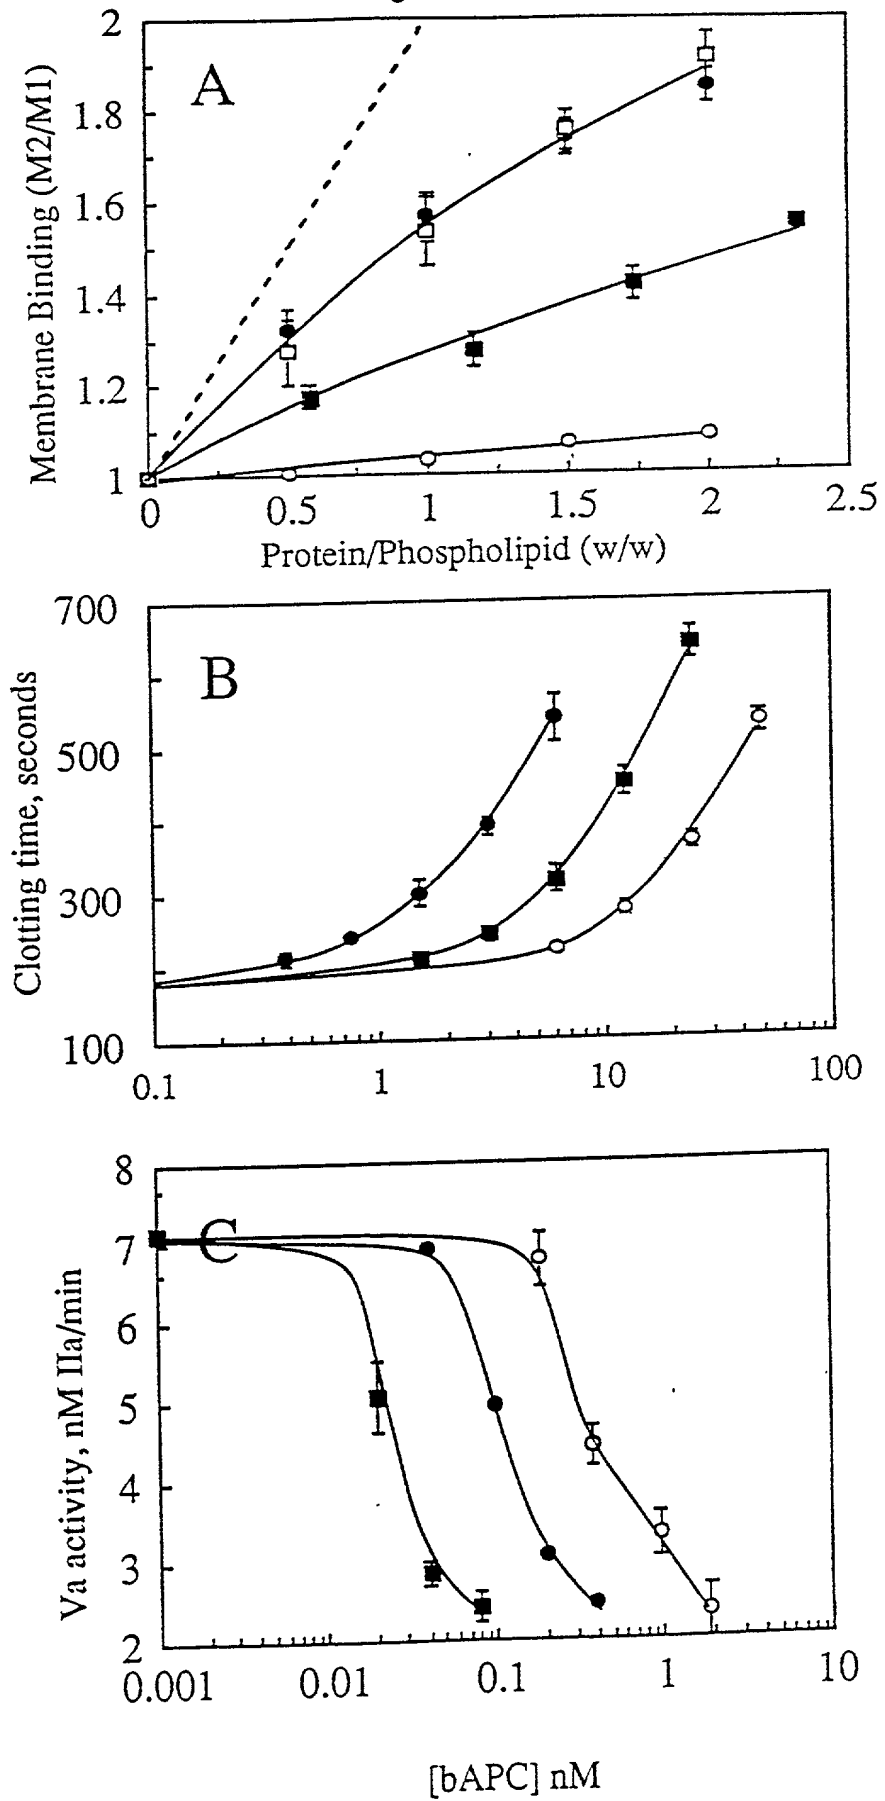 A
Membrane Binding (M2/M1)
2
1.8
1.6
1.4
1.2
1
0 0.5 1 1.5 2 2.5
Protein/Phospholipid (w/w)
B
Clotting time, seconds
700
500
300
100
0.1 1 10 100
C
Va activity, nM IIa/min
8
7
6
5
4
3
2
0.001 0.01 0.1 1 10
[bAPC] nM